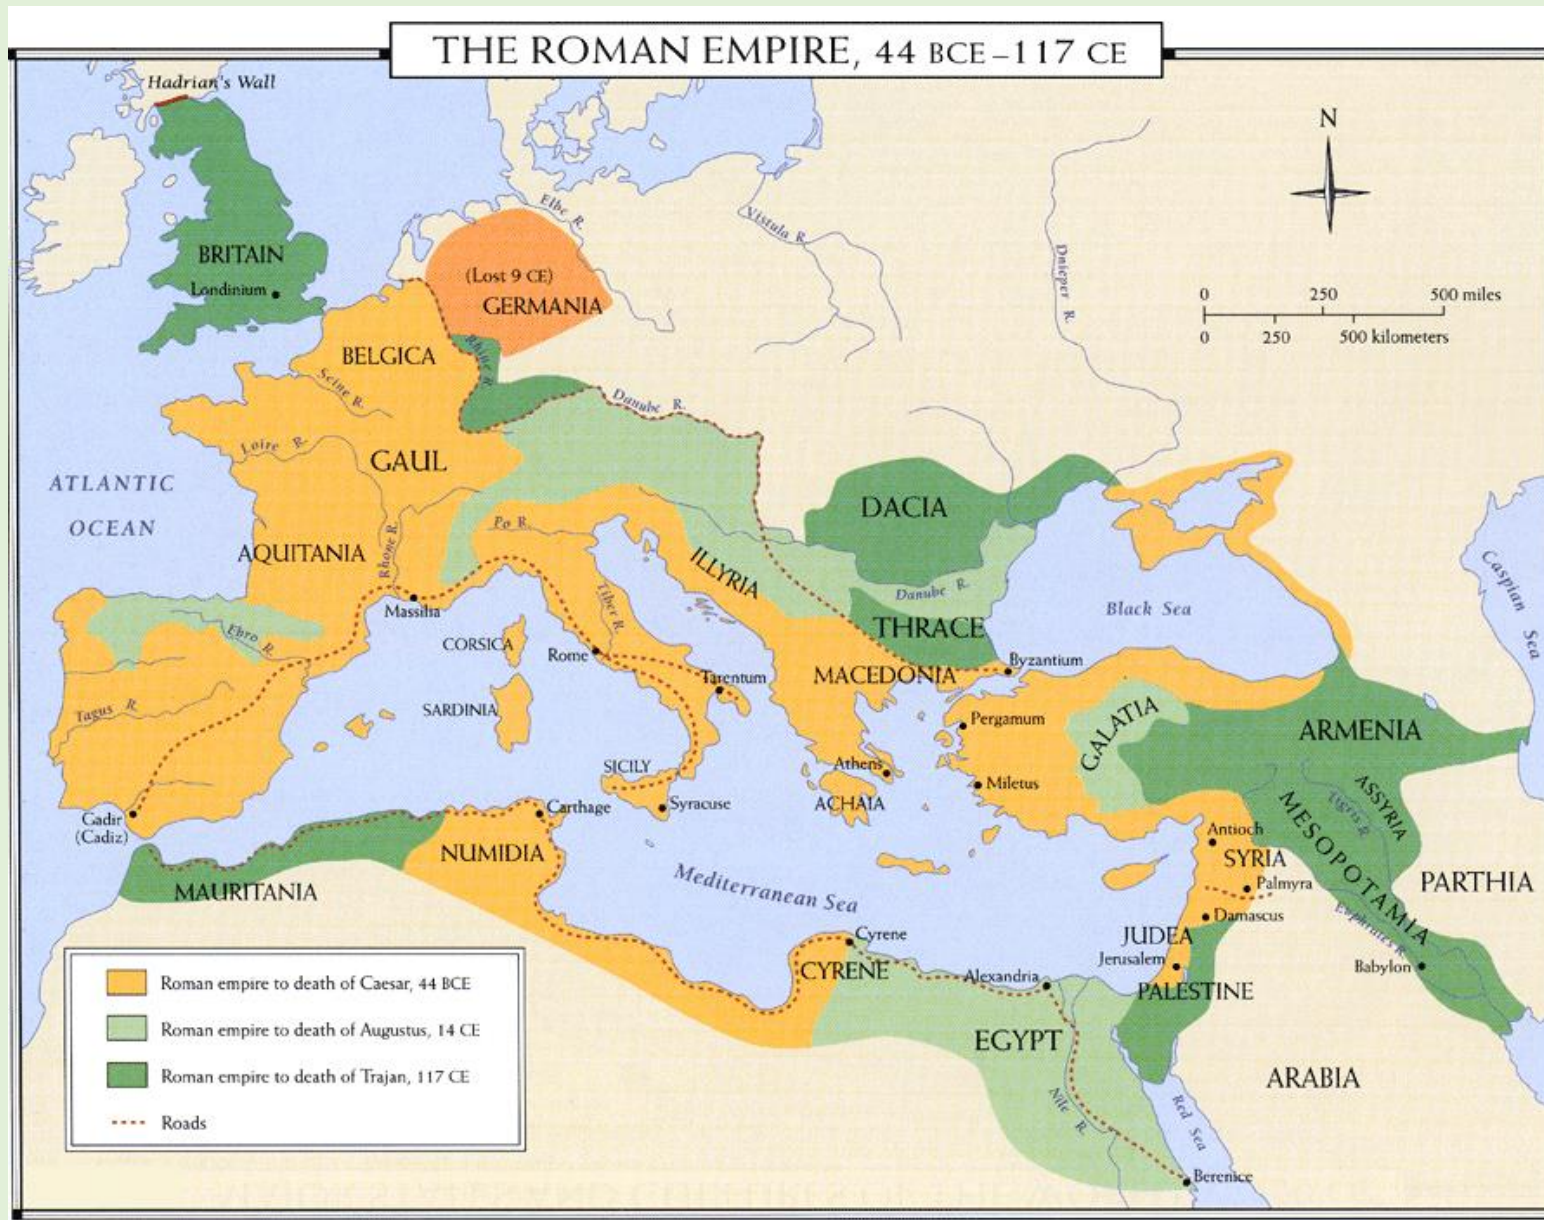 THE ROMAN EMPIRE, 44 BCE–117 CE
Hadrian's Wall
N
Elbe R.
Vistula R.
Dnieper R.
BRITAIN
(Lost 9 CE)
Londinium
GERMANIA
0 250 500 miles
0 250 500 kilometers
BELGICA
Rhine R.
Seine R.
Danube R.
Loire R.
GAUL
ATLANTIC
OCEAN
DACIA
Po R.
AQUITANIA
Rhone R.
ILLYRIA
Caspian
Sea
Danube R.
Black Sea
Massilia
Tiber R.
Ebro R.
THRACE
CORSICA
Rome
Byzantium
MACEDONIA
Tarentum
Tagus R.
SARDINIA
Pergamum
GALATIA
ARMENIA
SICILY
Athens
Miletus
ASSYRIA
Tigris R.
Gadir
(Cadiz)
Carthage
Syracuse
ACHAIA
MESOPOTAMIA
Antioch
NUMIDIA
SYRIA
MAURITANIA
Mediterranean Sea
Palmyra
PARTHIA
Damascus
Euphrates R.
Cyrene
JUDEA
Jerusalem
CYRENE
Alexandria
Babylon
PALESTINE
EGYPT
ARABIA
Nile R.
Red Sea
Berenice
Roman empire to death of Caesar, 44 BCE
Roman empire to death of Augustus, 14 CE
Roman empire to death of Trajan, 117 CE
Roads